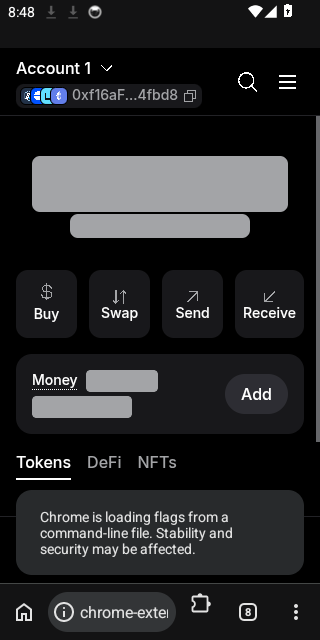 8:48
Account 1
0xf16aF...4fbd8
Buy
Swap
Send
Receive
Money
Add
Tokens DeFi NFTs
Chrome is loading flags from a
command-line file. Stability and
security may be affected.
chrome-exte
8